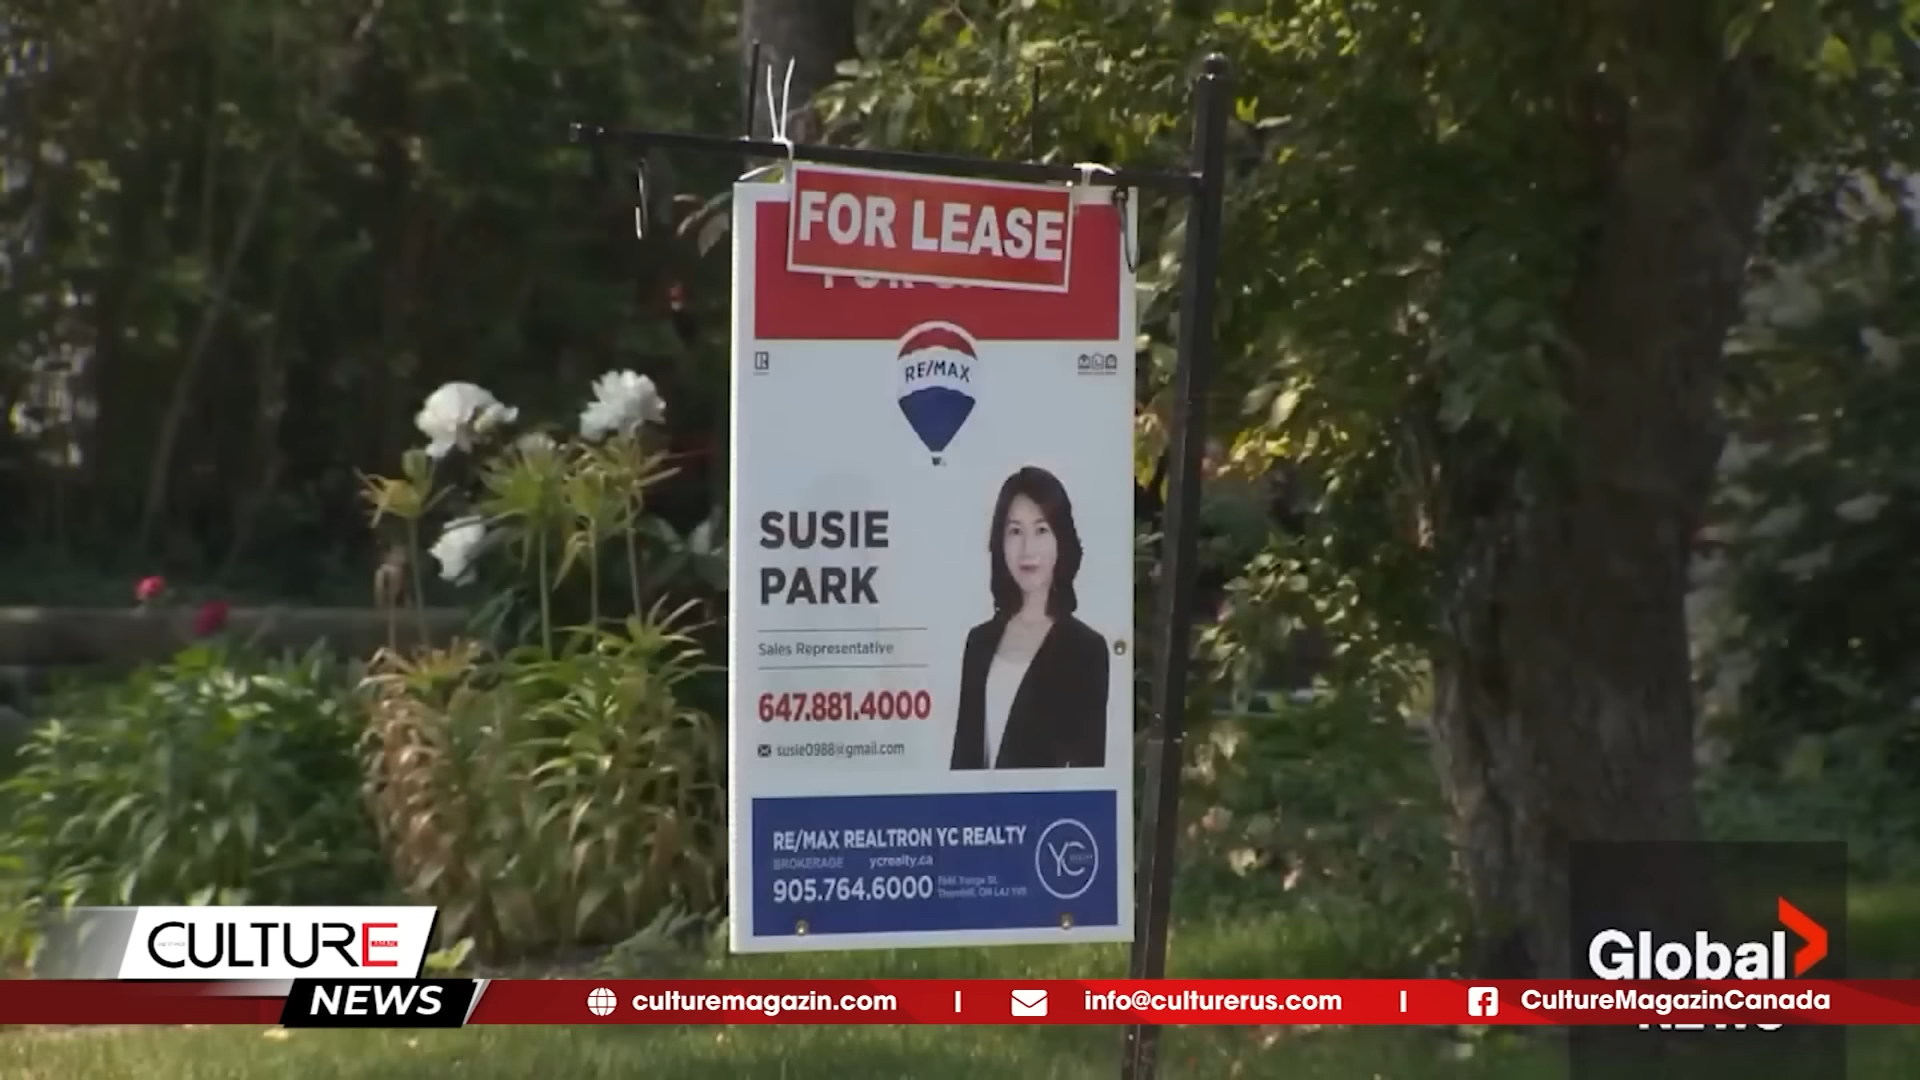 FOR LEASE
RE/MAX
SUSIE
PARK
Sales Representative
647.881.4000
susie0988@gmail.com
RE/MAX REALTRON YC REALTY
BROKERAGE ycrealty.ca
905.764.6000
YC
CULTURE
NEWS
culturemagazin.com | info@culturerus.com | CultureMagazinCanada
Global
NEWS